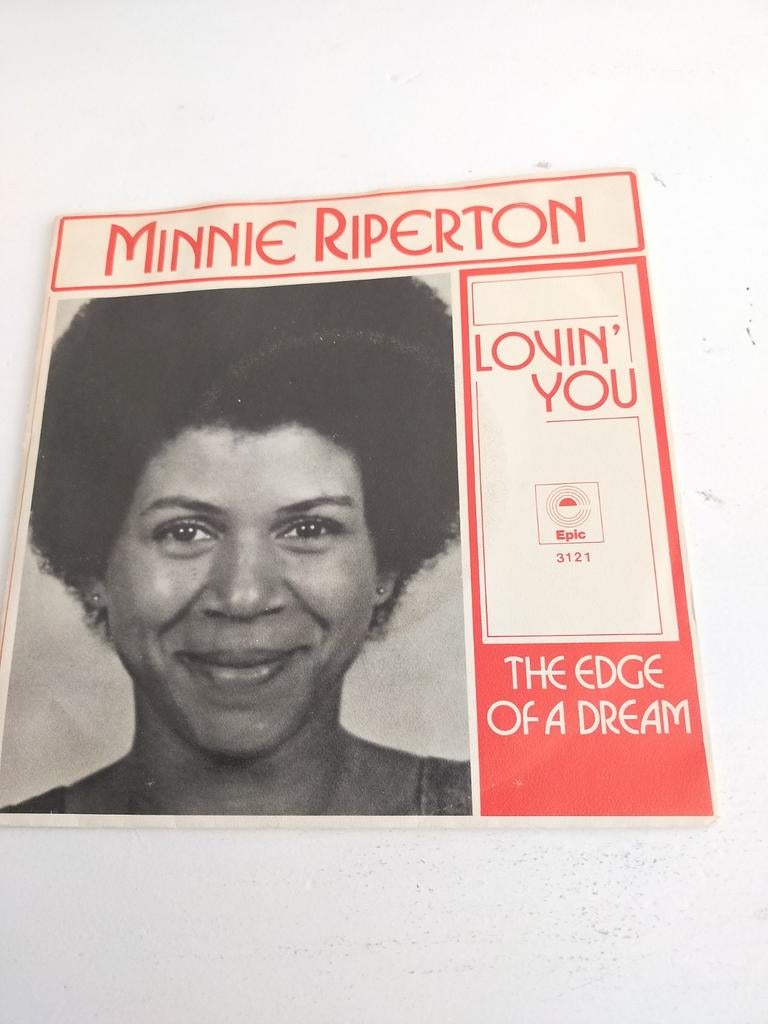 MINNIE RIPERTON
LOVIN'
YOU
Epic
3121
THE EDGE
OF A DREAM